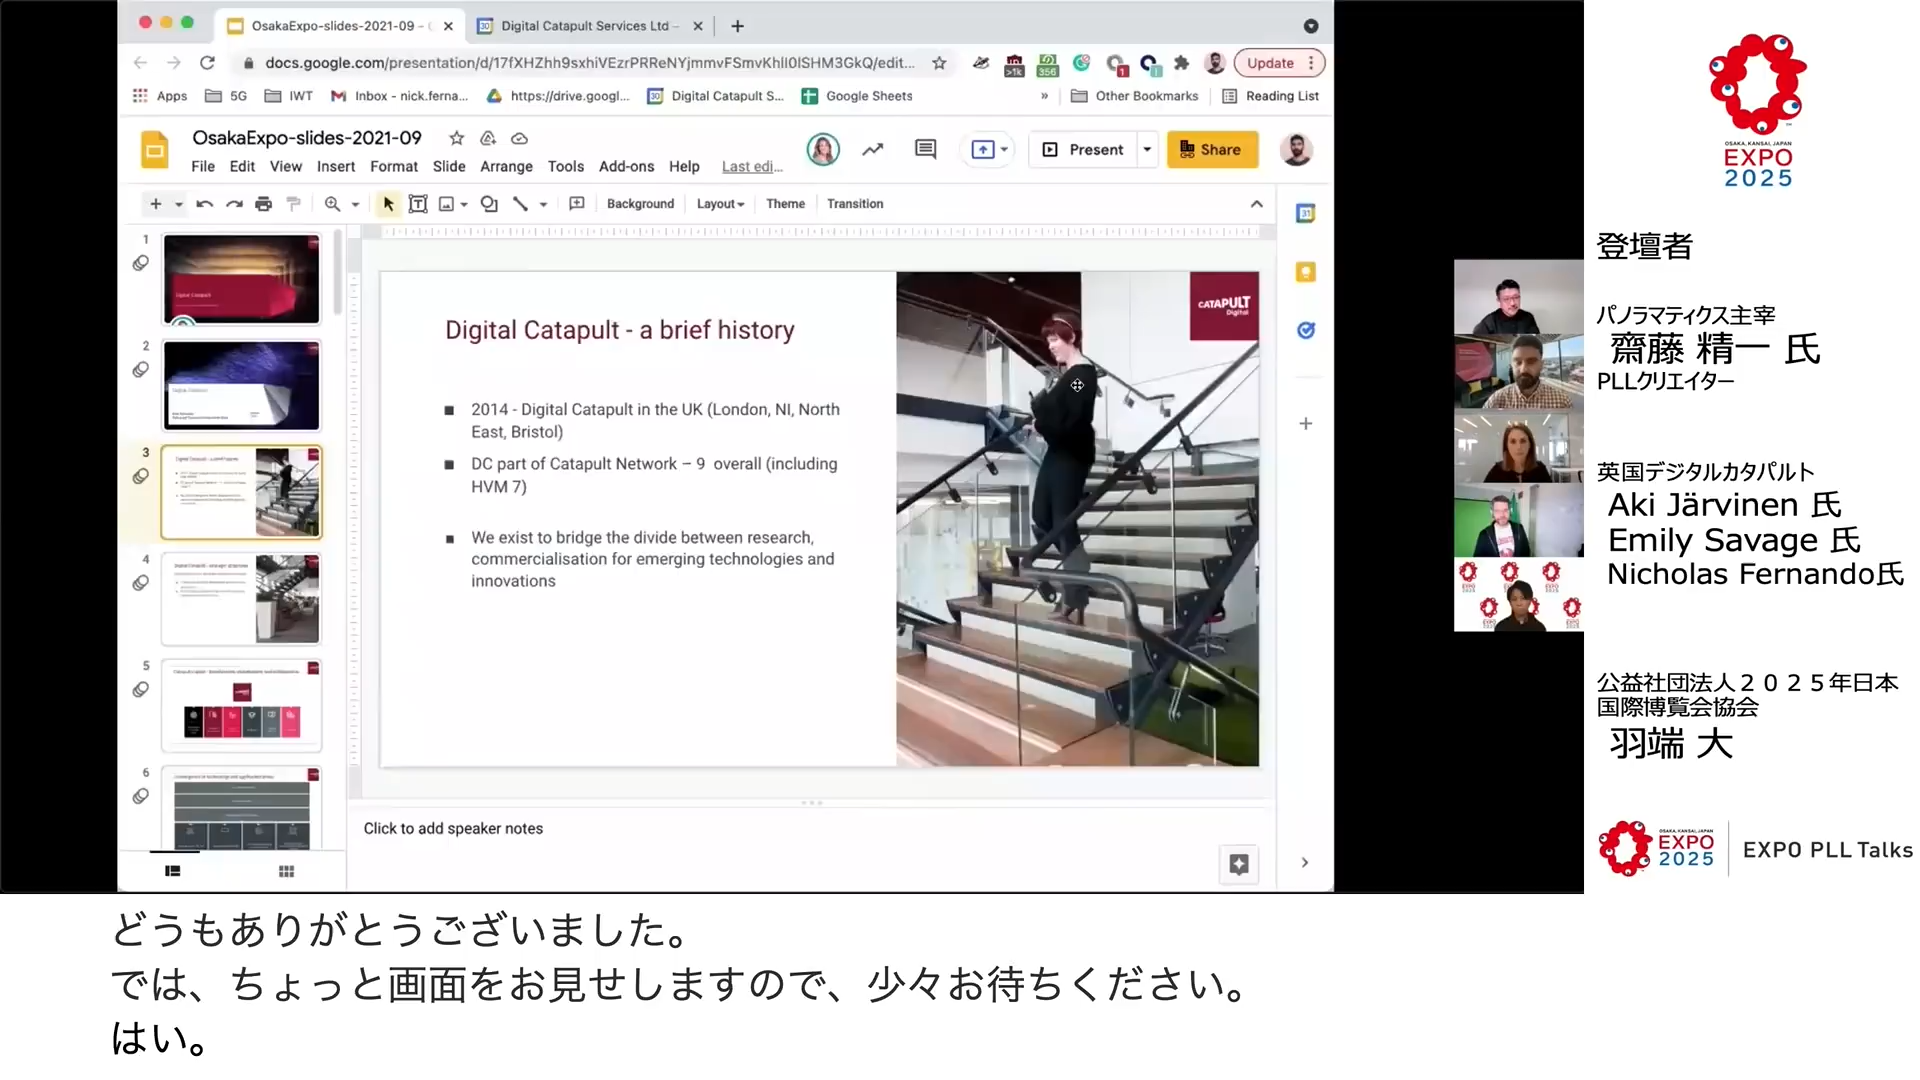 OsakaExpo-slides-2021-09 -
Digital Catapult Services Ltd -
docs.google.com/presentation/d/17fXHZhh9sxhiVEzrPRReNYjmmvFSmvKhll0lSHM3GkQ/edit...
>1k
356
1
Update
Apps
5G
IWT
Inbox - nick.ferna...
https://drive.googl...
Digital Catapult S...
Google Sheets
»
Other Bookmarks
Reading List
OsakaExpo-slides-2021-09
File Edit View Insert Format Slide Arrange Tools Add-ons Help Last edi...
Present
Share
Background Layout Theme Transition
1
2
3
4
5
6
CATAPULT
Digital
Digital Catapult - a brief history
2014 - Digital Catapult in the UK (London, NI, North
East, Bristol)
DC part of Catapult Network – 9 overall (including
HVM 7)
We exist to bridge the divide between research,
commercialisation for emerging technologies and
innovations
Click to add speaker notes
OSAKA, KANSAI, JAPAN
EXPO
2025
登壇者
パノラマティクス主宰
齋藤 精一 氏
PLLクリエイター
英国デジタルカタパルト
Aki Järvinen 氏
Emily Savage 氏
Nicholas Fernando氏
公益社団法人２０２５年日本
国際博覧会協会
羽端 大
OSAKA, KANSAI, JAPAN
EXPO
2025
EXPO PLL Talks
どうもありがとうございました。
では、ちょっと画面をお見せしますので、少々お待ちください。
はい。